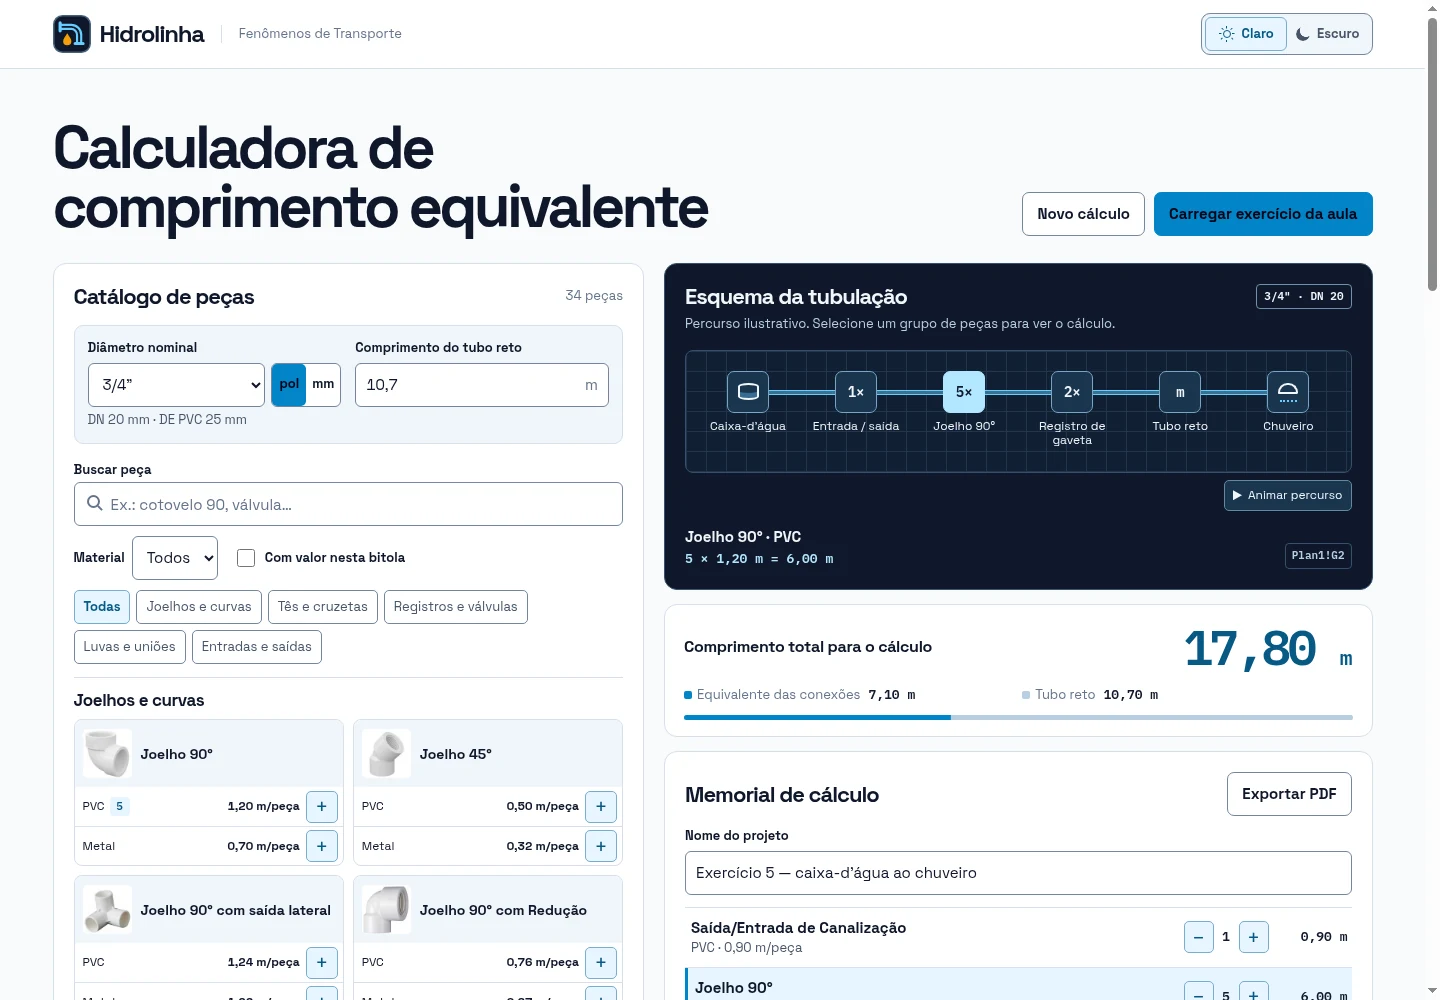 Hidrolinha
Fenômenos de Transporte
Claro
Escuro
Calculadora de
comprimento equivalente
Novo cálculo
Carregar exercício da aula
Catálogo de peças
34 peças
Diâmetro nominal
Comprimento do tubo reto
3/4”
pol
mm
10,7
m
DN 20 mm · DE PVC 25 mm
Buscar peça
Ex.: cotovelo 90, válvula…
Material
Todos
Com valor nesta bitola
Todas
Joelhos e curvas
Tês e cruzetas
Registros e válvulas
Luvas e uniões
Entradas e saídas
Joelhos e curvas
Joelho 90°
PVC 5 1,20 m/peça +
Metal 0,70 m/peça +
Joelho 45°
PVC 0,50 m/peça +
Metal 0,32 m/peça +
Joelho 90° com saída lateral
PVC 1,24 m/peça +
Joelho 90° com Redução
PVC 0,76 m/peça +
Esquema da tubulação
3/4" · DN 20
Percurso ilustrativo. Selecione um grupo de peças para ver o cálculo.
1×
5×
2×
m
Caixa-d’água
Entrada / saída
Joelho 90°
Registro de
gaveta
Tubo reto
Chuveiro
Animar percurso
Joelho 90° · PVC
5 × 1,20 m = 6,00 m
Plan1!G2
Comprimento total para o cálculo
17,80 m
Equivalente das conexões 7,10 m
Tubo reto 10,70 m
Memorial de cálculo
Exportar PDF
Nome do projeto
Exercício 5 — caixa-d’água ao chuveiro
Saída/Entrada de Canalização
PVC · 0,90 m/peça
− 1 + 0,90 m
Joelho 90°
− 5 + 6,00 m